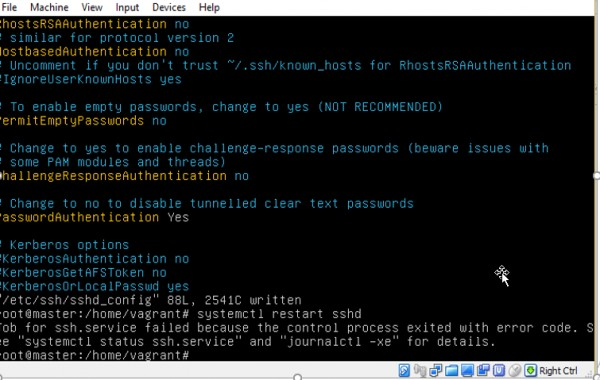 File Machine View Input Devices Help
RhostsRSAAuthentication no
# similar for protocol version 2
HostbasedAuthentication no
# Uncomment if you don't trust ~/.ssh/known_hosts for RhostsRSAAuthentication
#IgnoreUserKnownHosts yes
# To enable empty passwords, change to yes (NOT RECOMMENDED)
PermitEmptyPasswords no
# Change to yes to enable challenge-response passwords (beware issues with
# some PAM modules and threads)
ChallengeResponseAuthentication no
# Change to no to disable tunnelled clear text passwords
PasswordAuthentication Yes
# Kerberos options
#KerberosAuthentication no
#KerberosGetAFSToken no
#KerberosOrLocalPasswd yes
"/etc/ssh/sshd_config" 88L, 2541C written
root@master:/home/vagrant# systemctl restart sshd
Job for ssh.service failed because the control process exited with error code. S
ee "systemctl status ssh.service" and "journalctl -xe" for details.
root@master:/home/vagrant#
Right Ctrl